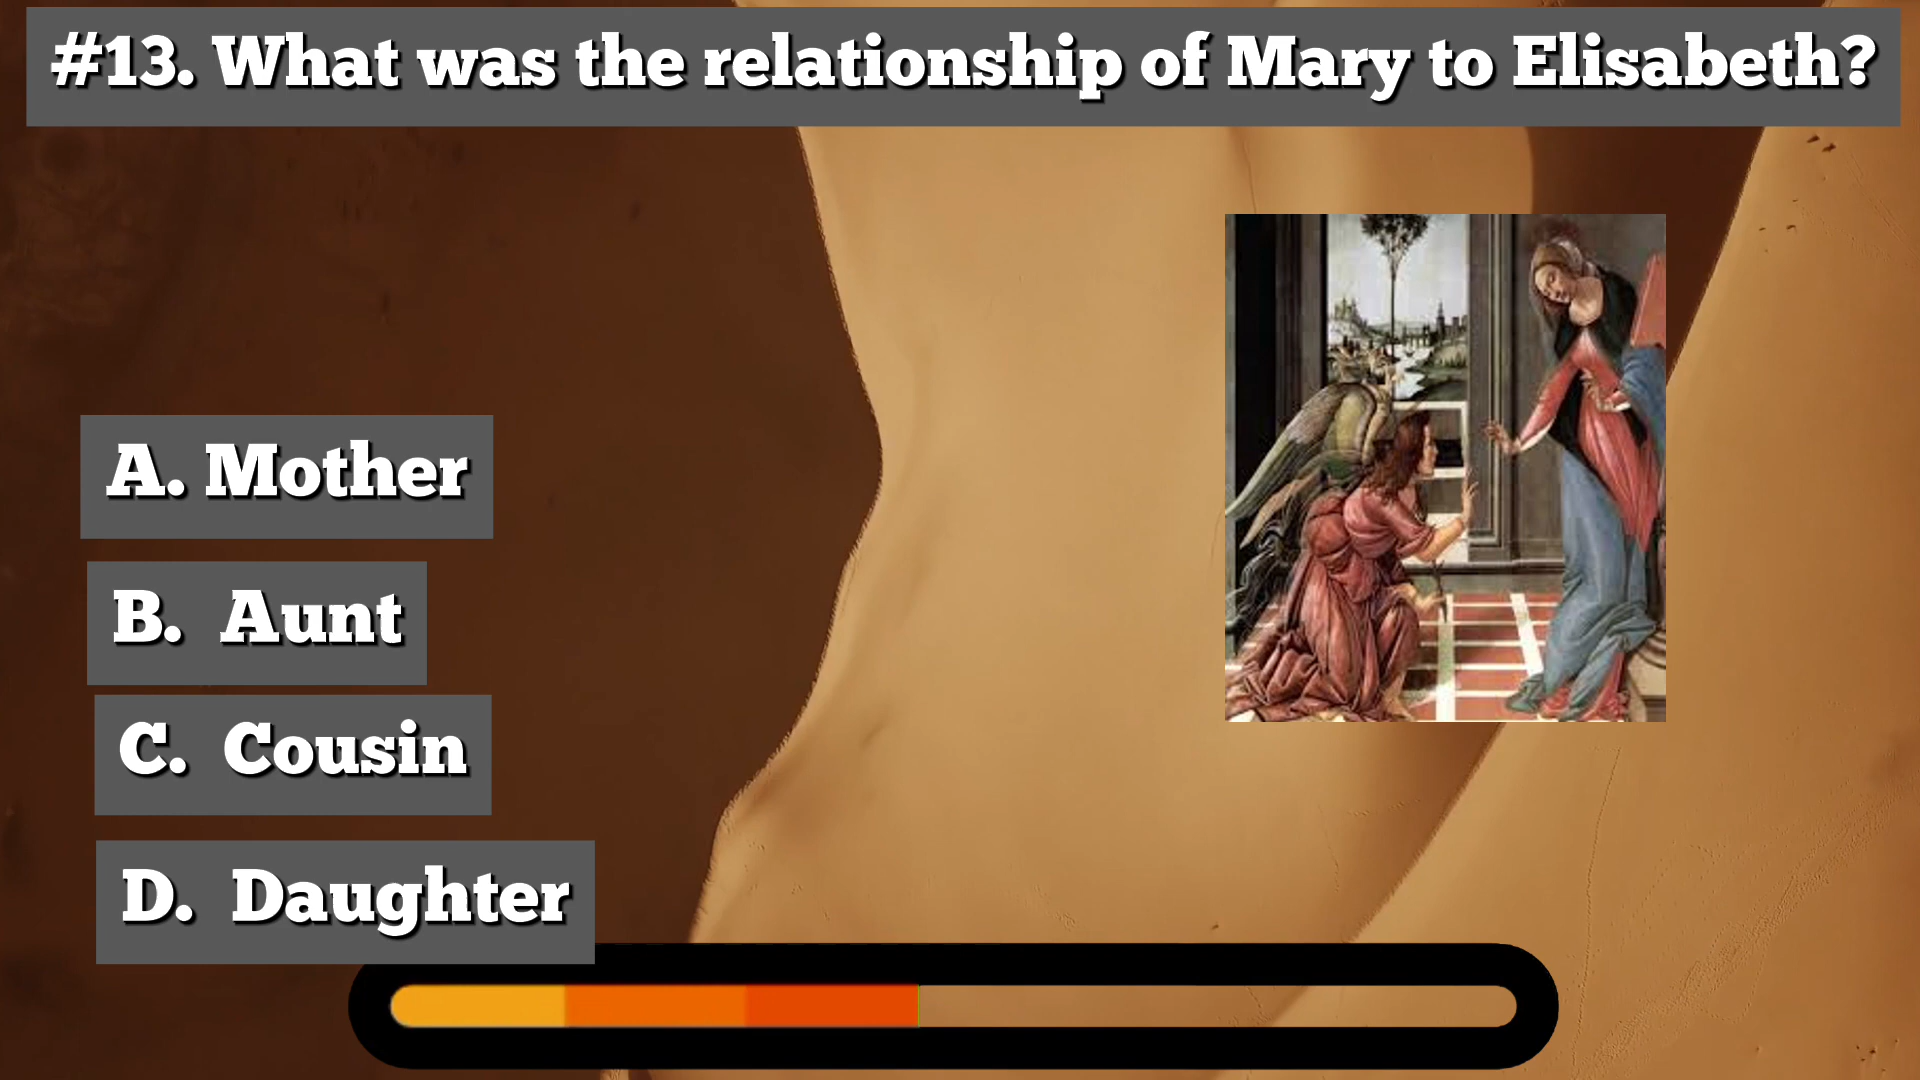 #13. What was the relationship of Mary to Elisabeth?
A. Mother
B. Aunt
C. Cousin
D. Daughter